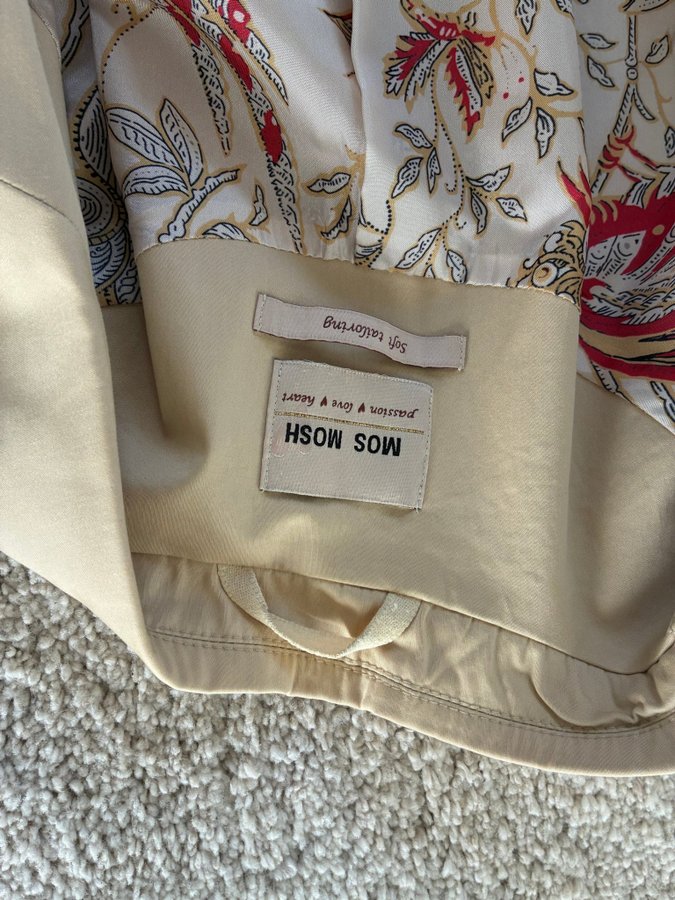 MOS MOSH
passion ♥ love ♥ heart
Soft tailoring